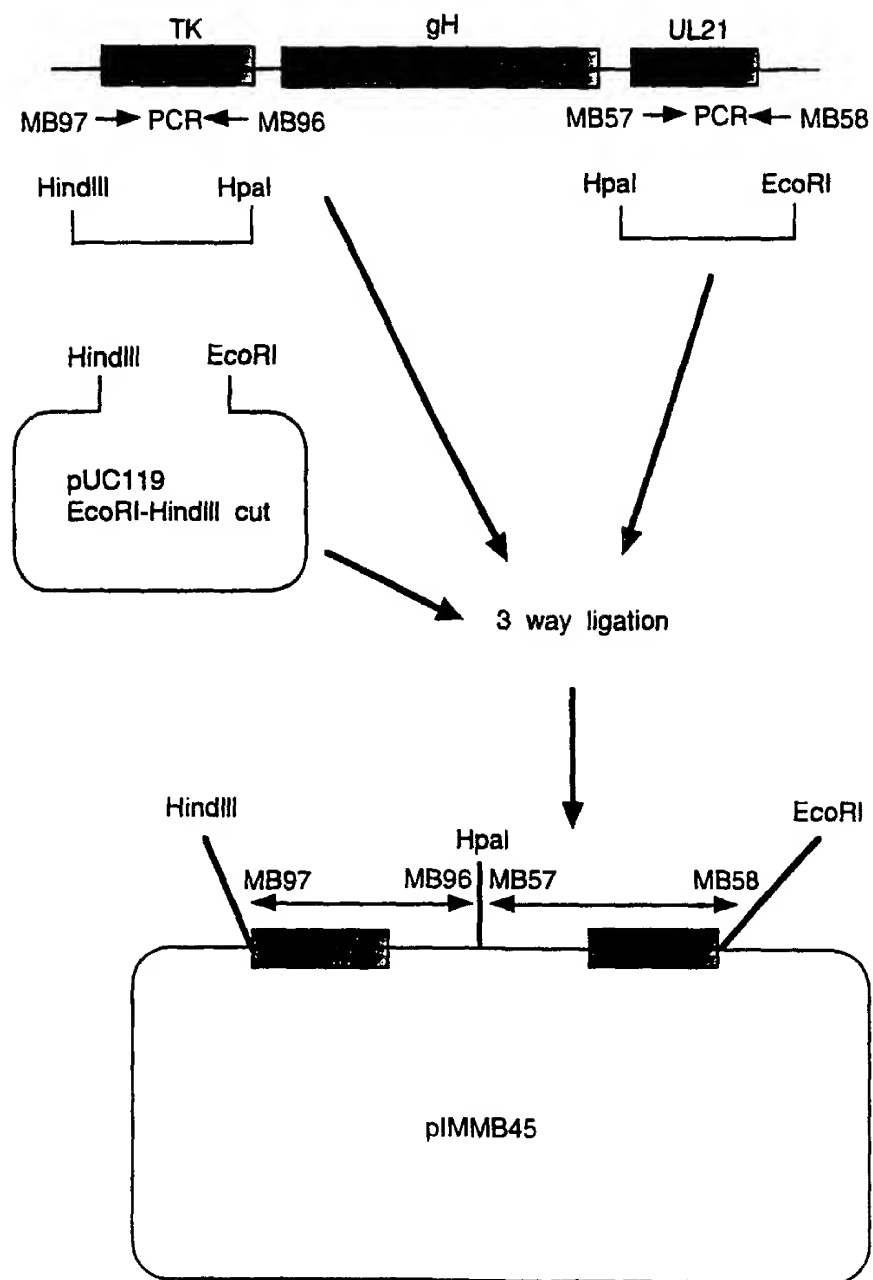 TK gH UL21
MB97 PCR MB96 MB57 PCR MB58
HindIII HpaI HpaI EcoRI
HindIII EcoRI
pUC119
EcoRI-HindIII cut
3 way ligation
HindIII EcoRI
HpaI
MB97 MB96 MB57 MB58
pIMMB45